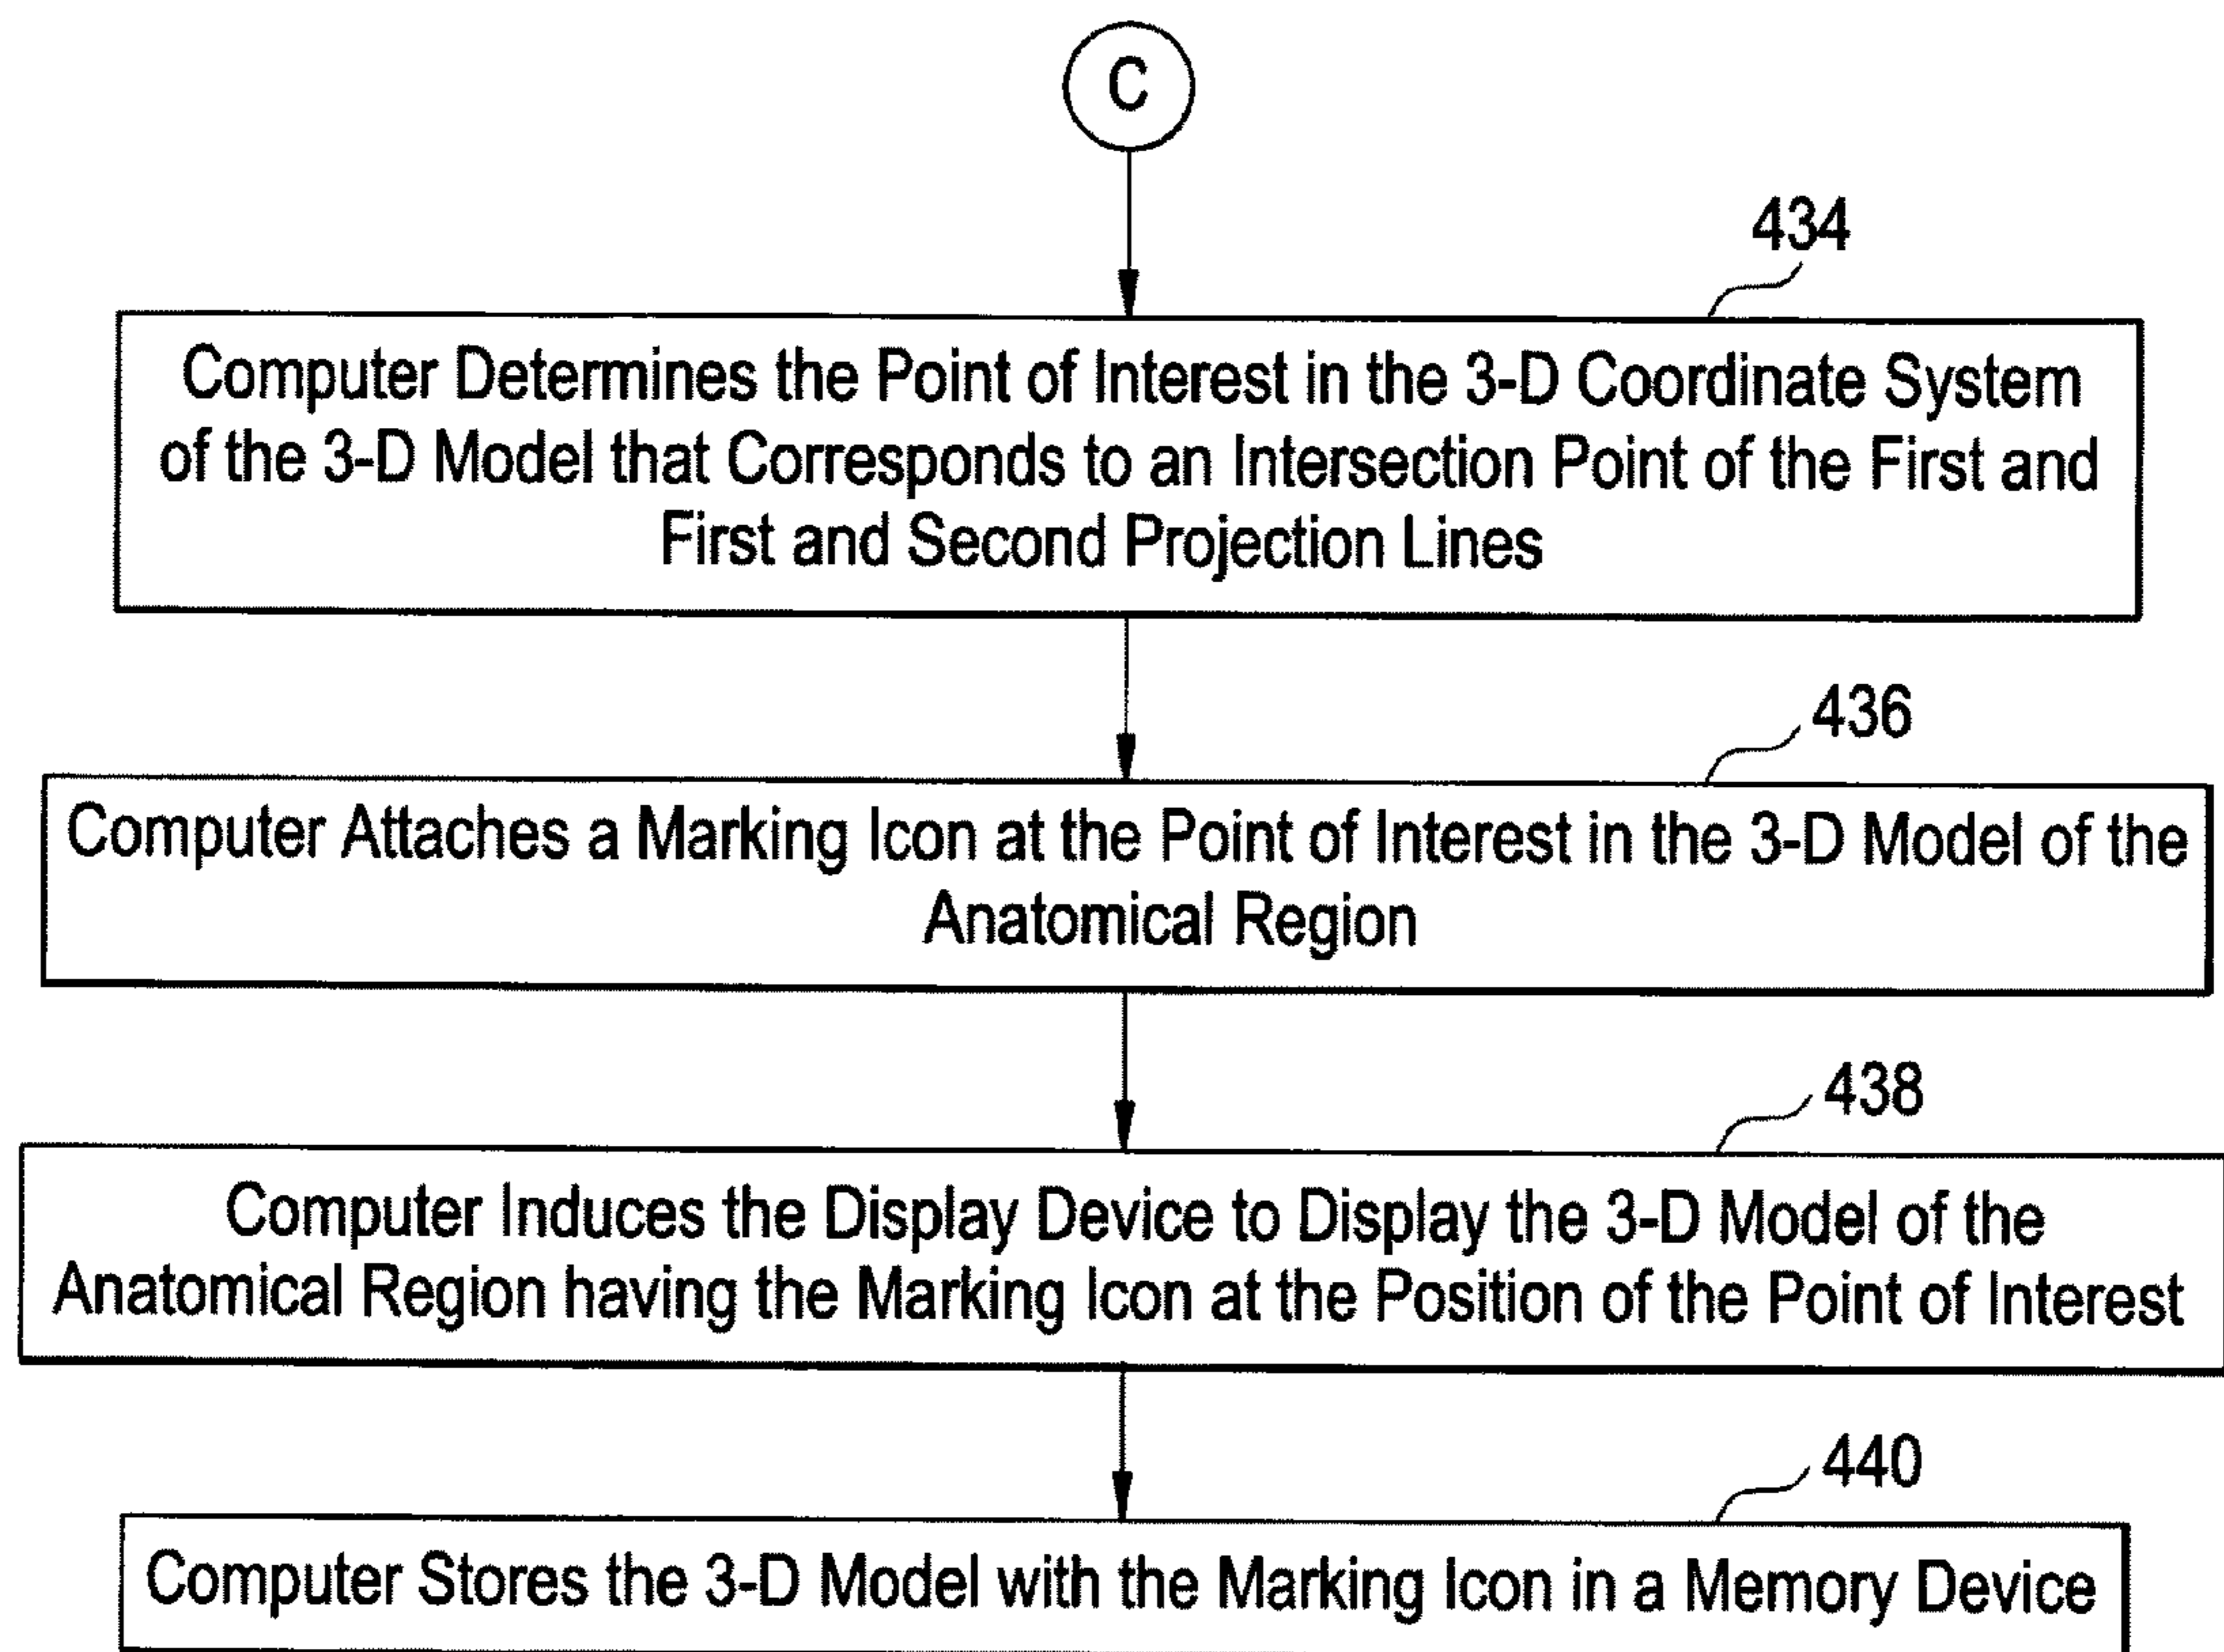 C
434
Computer Determines the Point of Interest in the 3-D Coordinate System
of the 3-D Model that Corresponds to an Intersection Point of the First and
First and Second Projection Lines
436
Computer Attaches a Marking Icon at the Point of Interest in the 3-D Model of the
Anatomical Region
438
Computer Induces the Display Device to Display the 3-D Model of the
Anatomical Region having the Marking Icon at the Position of the Point of Interest
440
Computer Stores the 3-D Model with the Marking Icon in a Memory Device